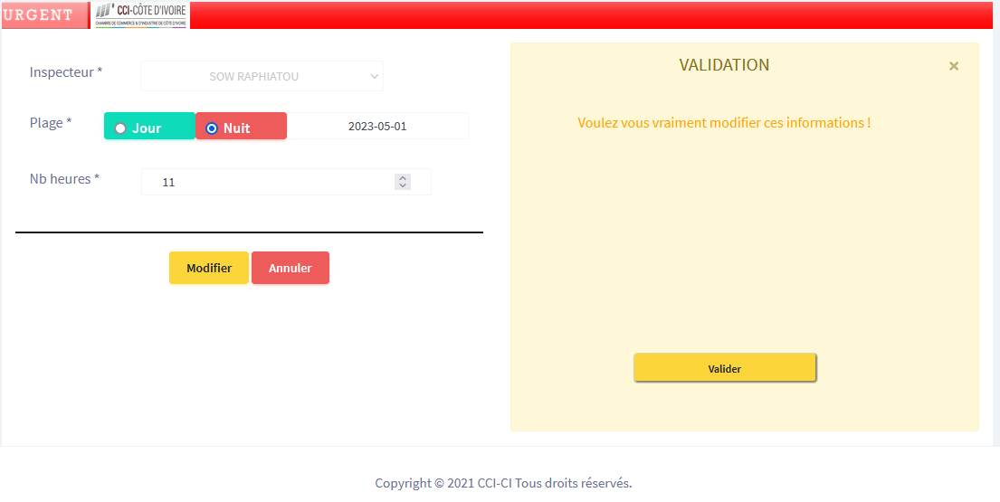 URGENT
CCI-CÔTE D'IVOIRE
CHAMBRE DE COMMERCE & D'INDUSTRIE DE CÔTE D'IVOIRE
Inspecteur *
SOW RAPHIATOU
Plage *
Jour
Nuit
2023-05-01
Nb heures *
11
Modifier
Annuler
VALIDATION
×
Voulez vous vraiment modifier ces informations !
Valider
Copyright © 2021 CCI-CI Tous droits réservés.